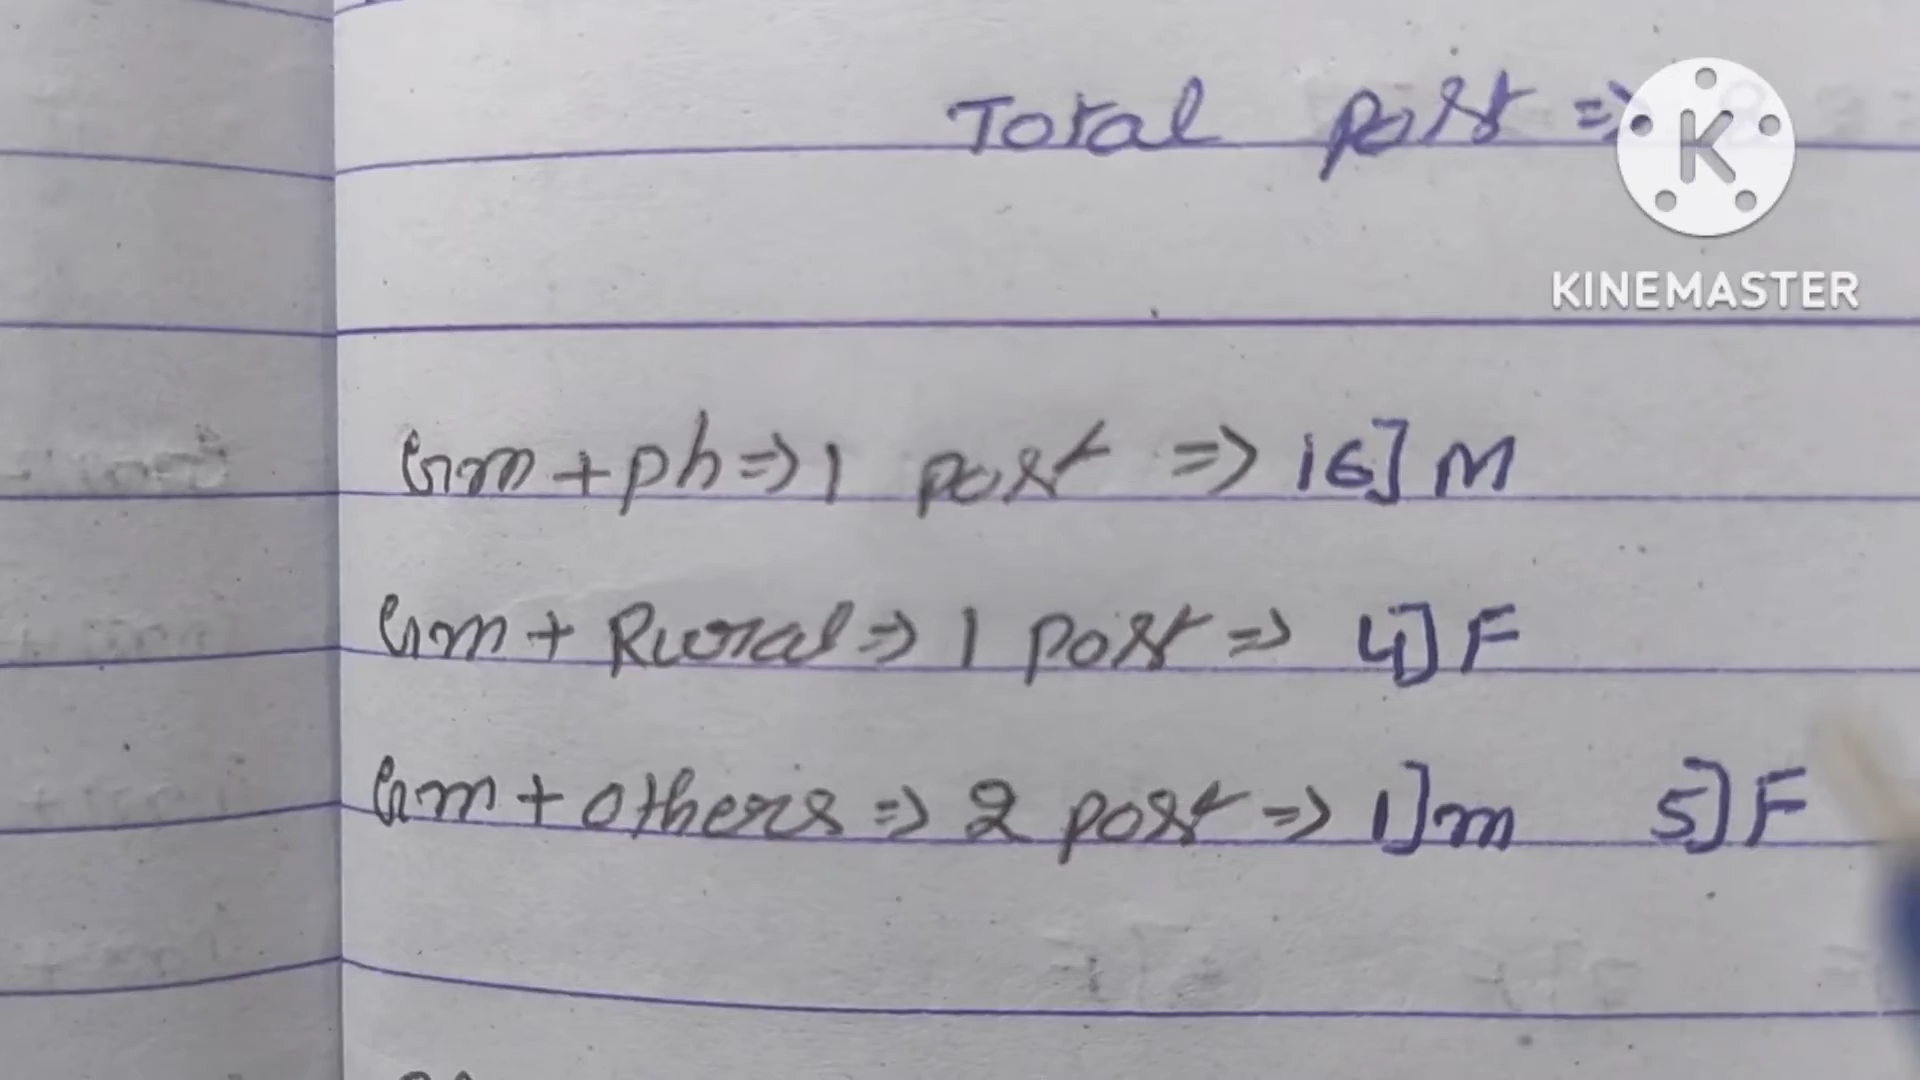 Total post =>
KINEMASTER
Gm + ph => 1 post => 16] M
Gm + Rural => 1 post => 4] F
Gm + others => 2 post => 1] m 5] F